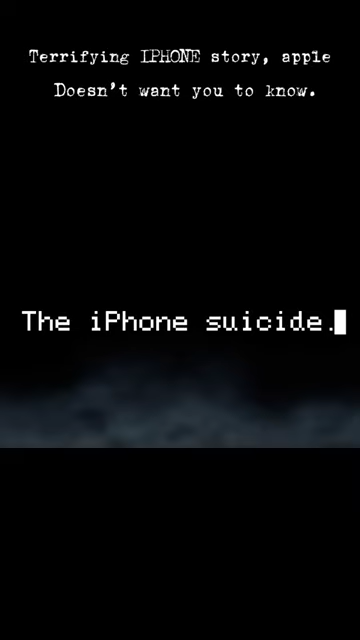 Terrifying IPHONE story, apple
Doesn't want you to know.
The iPhone suicide.